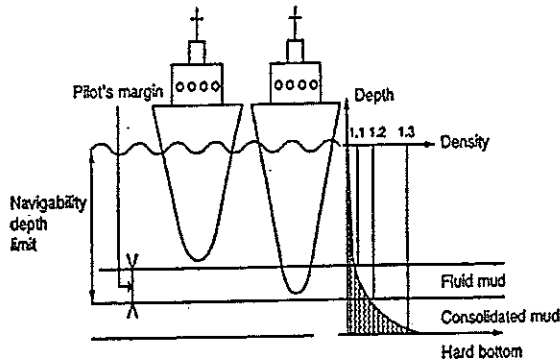 Pilot's margin
Depth
1.1 1.2 1.3
Density
Navigability
depth
limit
Fluid mud
Consolidated mud
Hard bottom